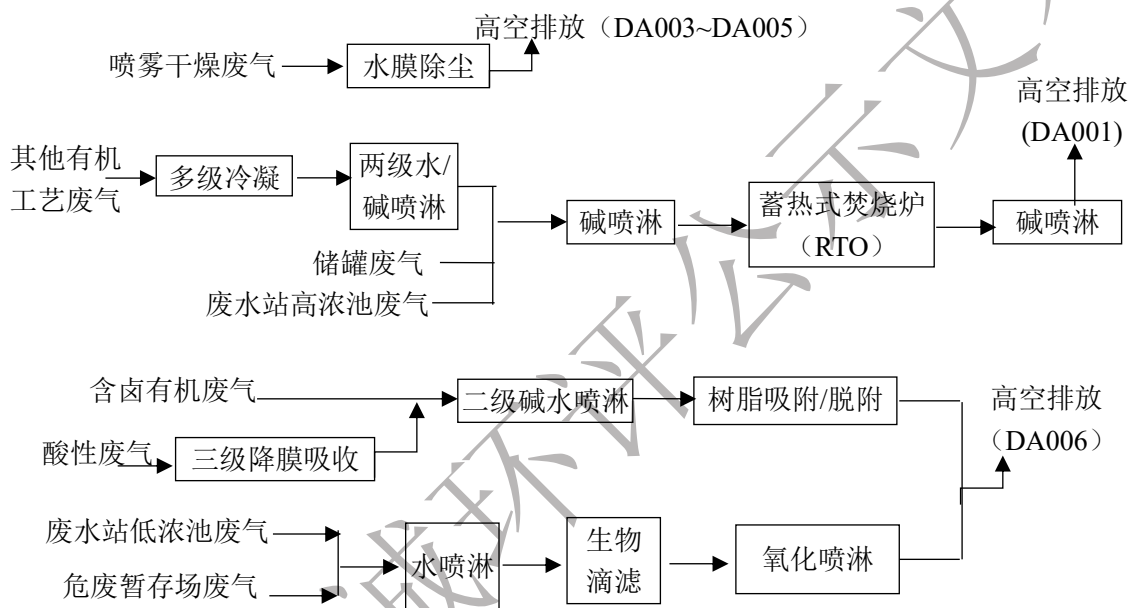 高空排放（DA003~DA005）
喷雾干燥废气
水膜除尘
高空排放
(DA001)
其他有机
工艺废气
多级冷凝
两级水/
碱喷淋
碱喷淋
蓄热式焚烧炉
（RTO）
碱喷淋
储罐废气
废水站高浓池废气
含卤有机废气
二级碱水喷淋
树脂吸附/脱附
高空排放
（DA006）
酸性废气
三级降膜吸收
废水站低浓池废气
危废暂存场废气
水喷淋
生物
滴滤
氧化喷淋
诚环评公示文